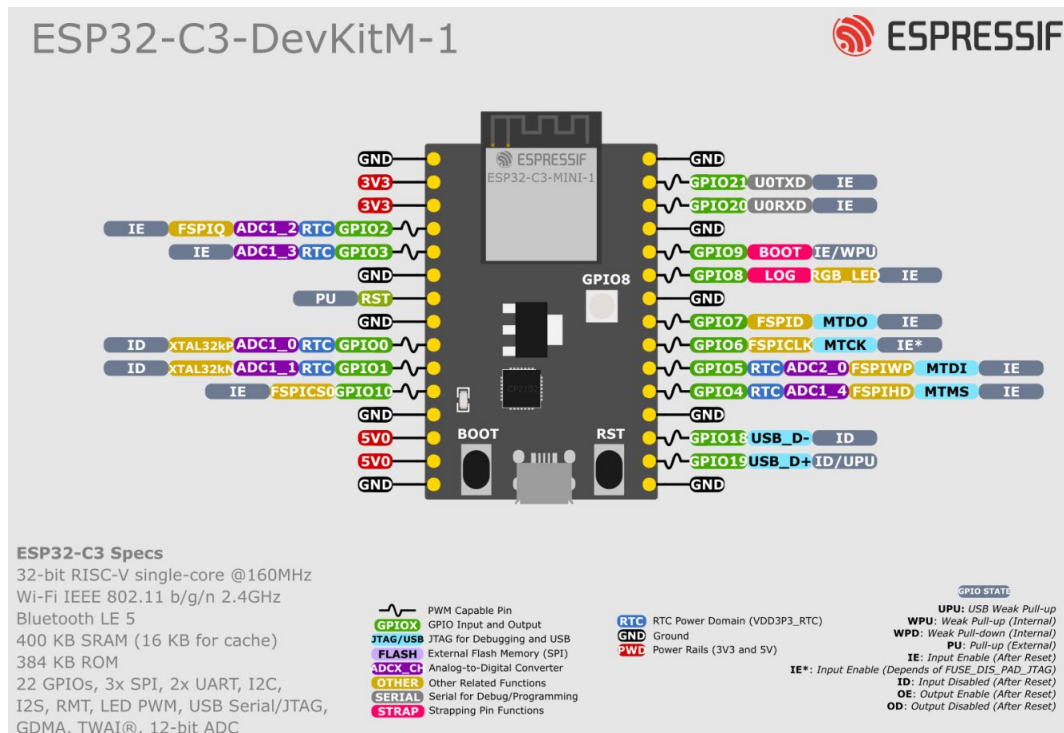 ESP32-C3-DevKitM-1
ESPRESSIF
ESPRESSIF
ESP32-C3-MINI-1
GND
3V3
3V3
IE FSPIQ ADC1_2 RTC GPIO2
IE ADC1_3 RTC GPIO3
GND
PU RST
GND
ID XTAL32kP ADC1_0 RTC GPIO0
ID XTAL32kN ADC1_1 RTC GPIO1
IE FSPICS0 GPIO10
GND
5V0
5V0
GND
GPIO8
CP2102
BOOT
RST
GND
GPIO21 U0TXD IE
GPIO20 U0RXD IE
GND
GPIO9 BOOT IE/WPU
GPIO8 LOG RGB_LED IE
GND
GPIO7 FSPID MTDO IE
GPIO6 FSPICLK MTCK IE*
GPIO5 RTC ADC2_0 FSPIWP MTDI IE
GPIO4 RTC ADC1_4 FSPIHD MTMS IE
GND
GPIO18 USB_D- ID
GPIO19 USB_D+ ID/UPU
GND
ESP32-C3 Specs
32-bit RISC-V single-core @160MHz
Wi-Fi IEEE 802.11 b/g/n 2.4GHz
Bluetooth LE 5
400 KB SRAM (16 KB for cache)
384 KB ROM
22 GPIOs, 3x SPI, 2x UART, I2C,
I2S, RMT, LED PWM, USB Serial/JTAG,
GDMA, TWAI®, 12-bit ADC
PWM Capable Pin
GPIOX GPIO Input and Output
JTAG/USB JTAG for Debugging and USB
FLASH External Flash Memory (SPI)
ADCX_CH Analog-to-Digital Converter
OTHER Other Related Functions
SERIAL Serial for Debug/Programming
STRAP Strapping Pin Functions
RTC RTC Power Domain (VDD3P3_RTC)
GND Ground
PWD Power Rails (3V3 and 5V)
GPIO STATE
UPU: USB Weak Pull-up
WPU: Weak Pull-up (Internal)
WPD: Weak Pull-down (Internal)
PU: Pull-up (External)
IE: Input Enable (After Reset)
IE*: Input Enable (Depends of FUSE_DIS_PAD_JTAG)
ID: Input Disabled (After Reset)
OE: Output Enable (After Reset)
OD: Output Disabled (After Reset)